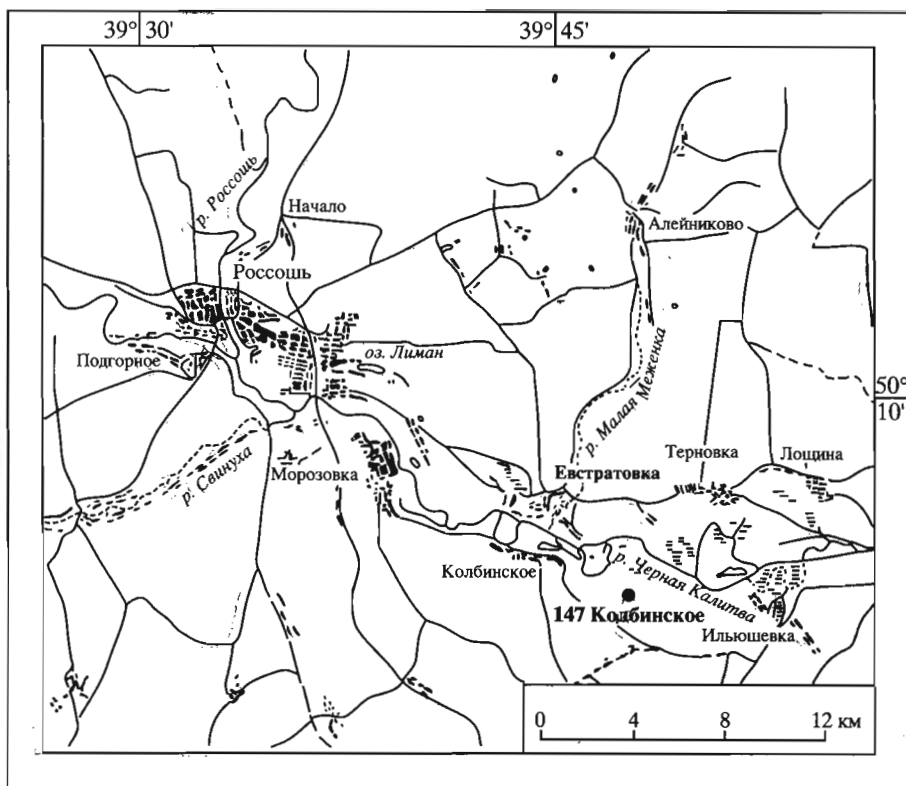 39° 30'
39° 45'
р. Россошь
Начало
Алейниково
Россошь
оз. Лиман
Подгорное
р. Малая Меженка
50°
10'
Терновка
Лощина
Евстратовка
р. Свинуха
Морозовка
Колбинское
р. Черная Калитва
147 Колбинское
Ильюшевка
0
4
8
12 км